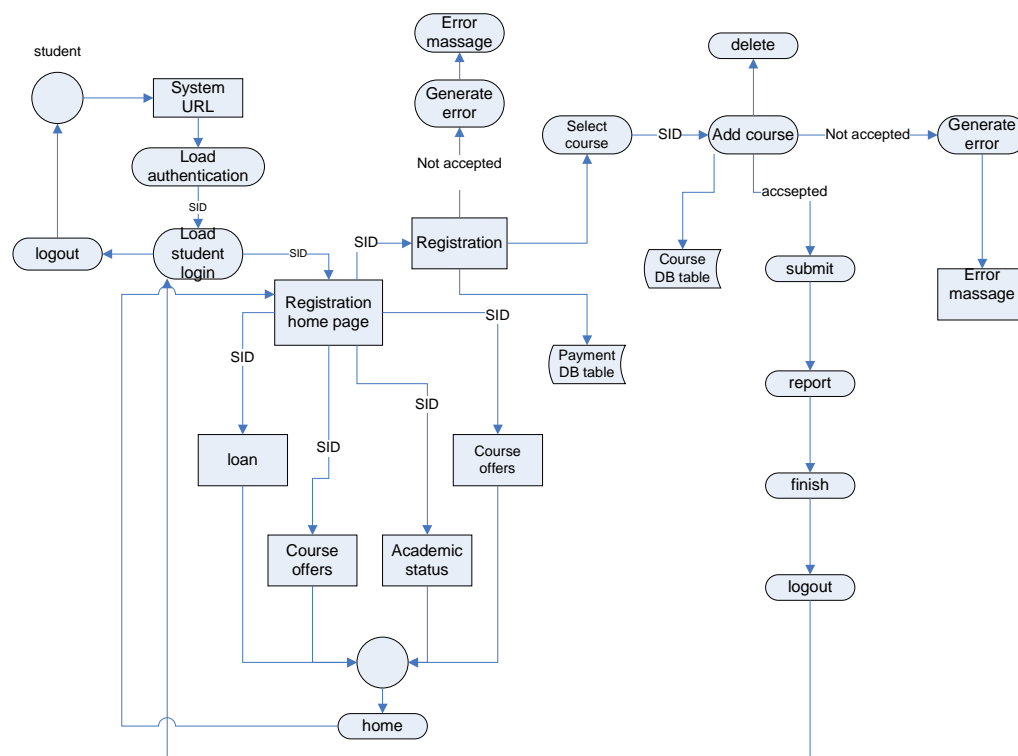 student
System
URL
Load
authentication
SID
Load
student
login
logout
SID
Registration
home page
SID
Registration
Not accepted
Generate
error
Error
massage
Select
course
SID
Add course
delete
Not accepted
Generate
error
Error
massage
accsepted
Course
DB table
Payment
DB table
submit
report
finish
logout
SID
loan
SID
Course
offers
SID
Academic
status
SID
Course
offers
home